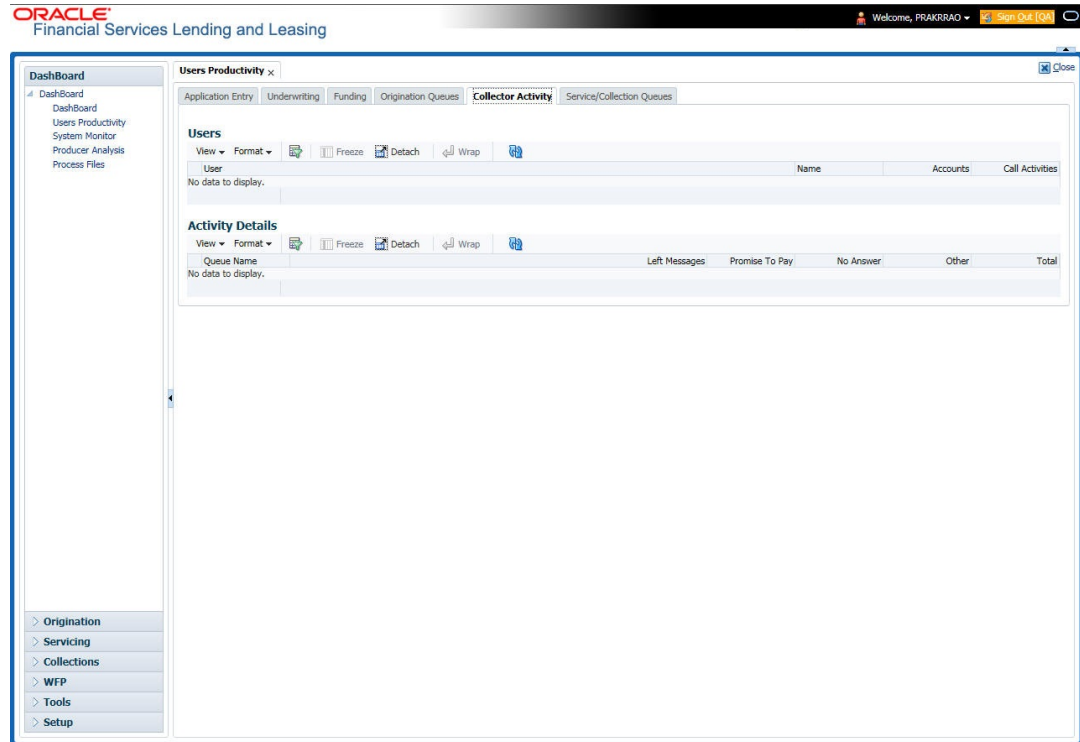 ORACLE®
Financial Services Lending and Leasing
Welcome, PRAKRRAO
Sign Out [QA]
Close
DashBoard
DashBoard
DashBoard
Users Productivity
System Monitor
Producer Analysis
Process Files
Origination
Servicing
Collections
WFP
Tools
Setup
Users Productivity ×
Application Entry Underwriting Funding Origination Queues Collector Activity Service/Collection Queues
Users
View Format Freeze Detach Wrap
User Name Accounts Call Activities
No data to display.
Activity Details
View Format Freeze Detach Wrap
Queue Name Left Messages Promise To Pay No Answer Other Total
No data to display.